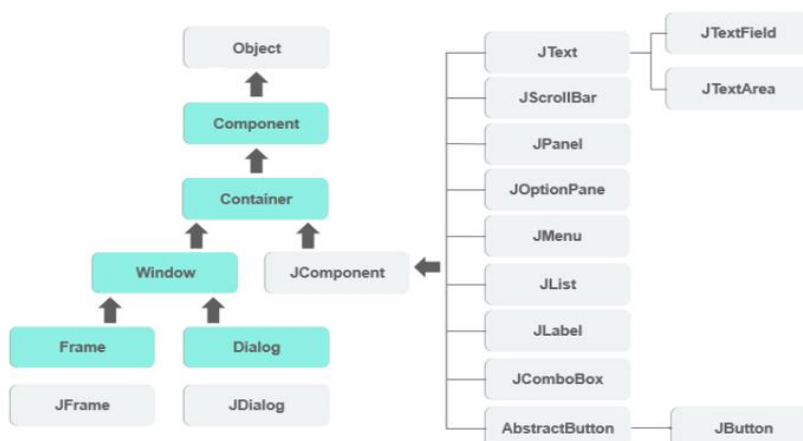 Object
Component
Container
Window
JComponent
Frame
Dialog
JFrame
JDialog
JText
JTextField
JTextArea
JScrollBar
JPanel
JOptionPane
JMenu
JList
JLabel
JComboBox
AbstractButton
JButton